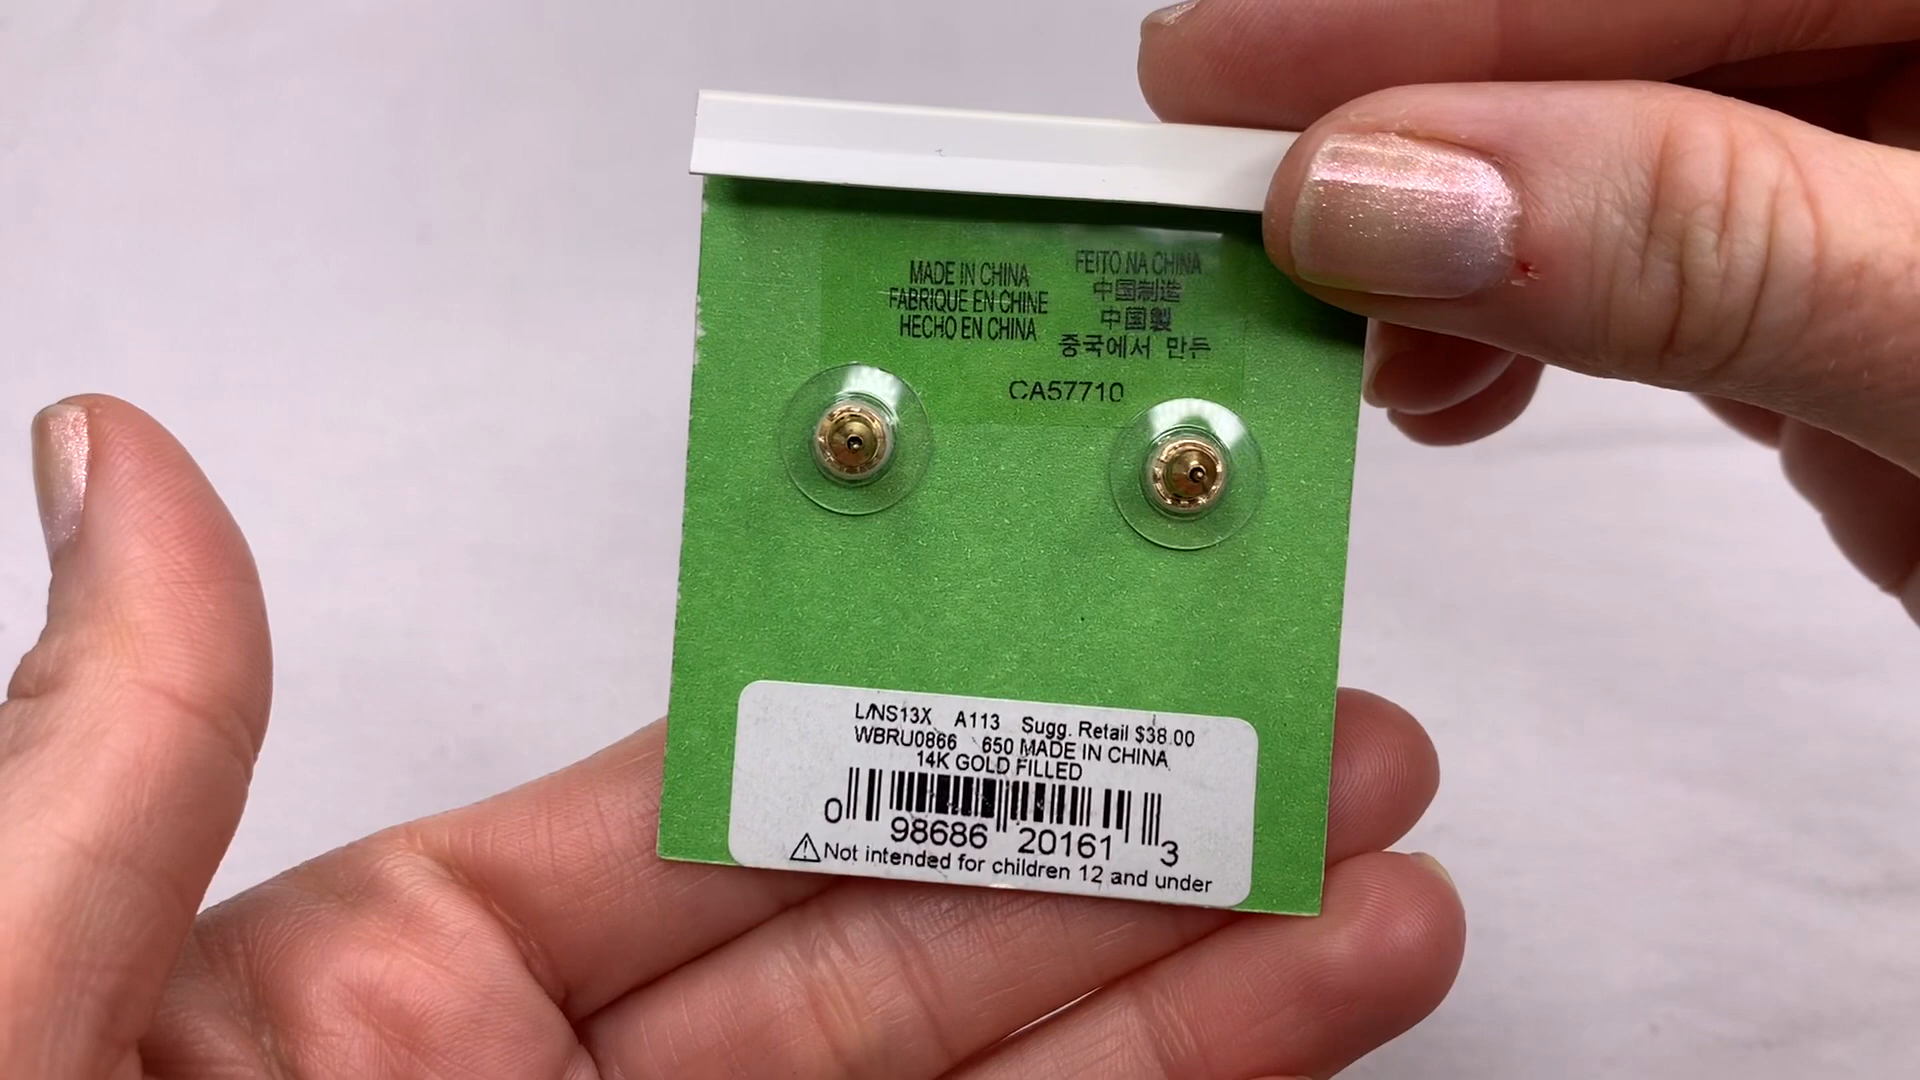 MADE IN CHINA
FABRIQUE EN CHINE
HECHO EN CHINA
FEITO NA CHINA
中国制造
中国製
중국에서 만든
CA57710
L/NS13X A113 Sugg. Retail $38.00
WBRU0866 650 MADE IN CHINA
14K GOLD FILLED
0 98686 20161 3
⚠Not intended for children 12 and under